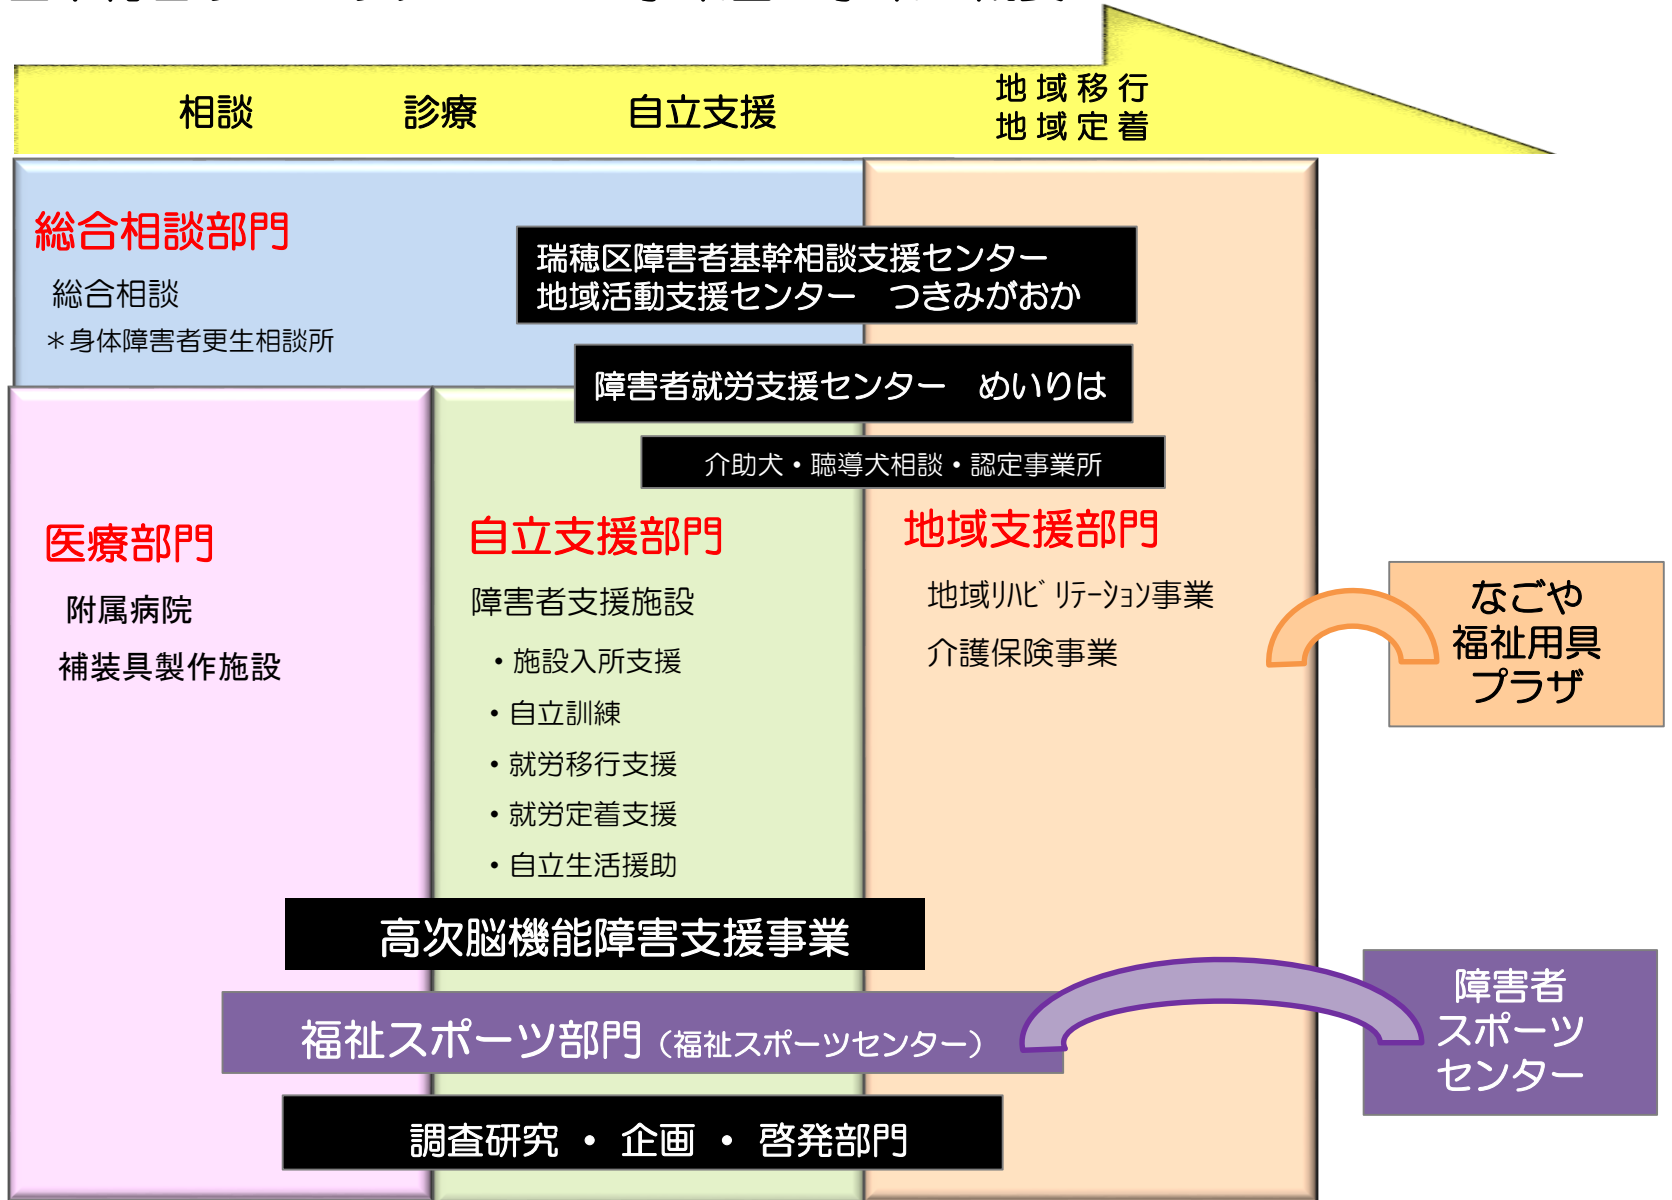 相談　診療　自立支援
地域移行
地域定着
総合相談部門
総合相談
＊身体障害者更生相談所
瑞穂区障害者基幹相談支援センター
地域活動支援センター　つきみがおか
障害者就労支援センター　めいりは
介助犬・聴導犬相談・認定事業所
医療部門
附属病院
補装具製作施設
自立支援部門
障害者支援施設
・施設入所支援
・自立訓練
・就労移行支援
・就労定着支援
・自立生活援助
地域支援部門
地域ﾘﾊﾋﾞﾘﾃｰｼｮﾝ事業
介護保険事業
なごや
福祉用具
プラザ
高次脳機能障害支援事業
福祉スポーツ部門（福祉スポーツセンター）
障害者
スポーツ
センター
調査研究 ・ 企画 ・ 啓発部門